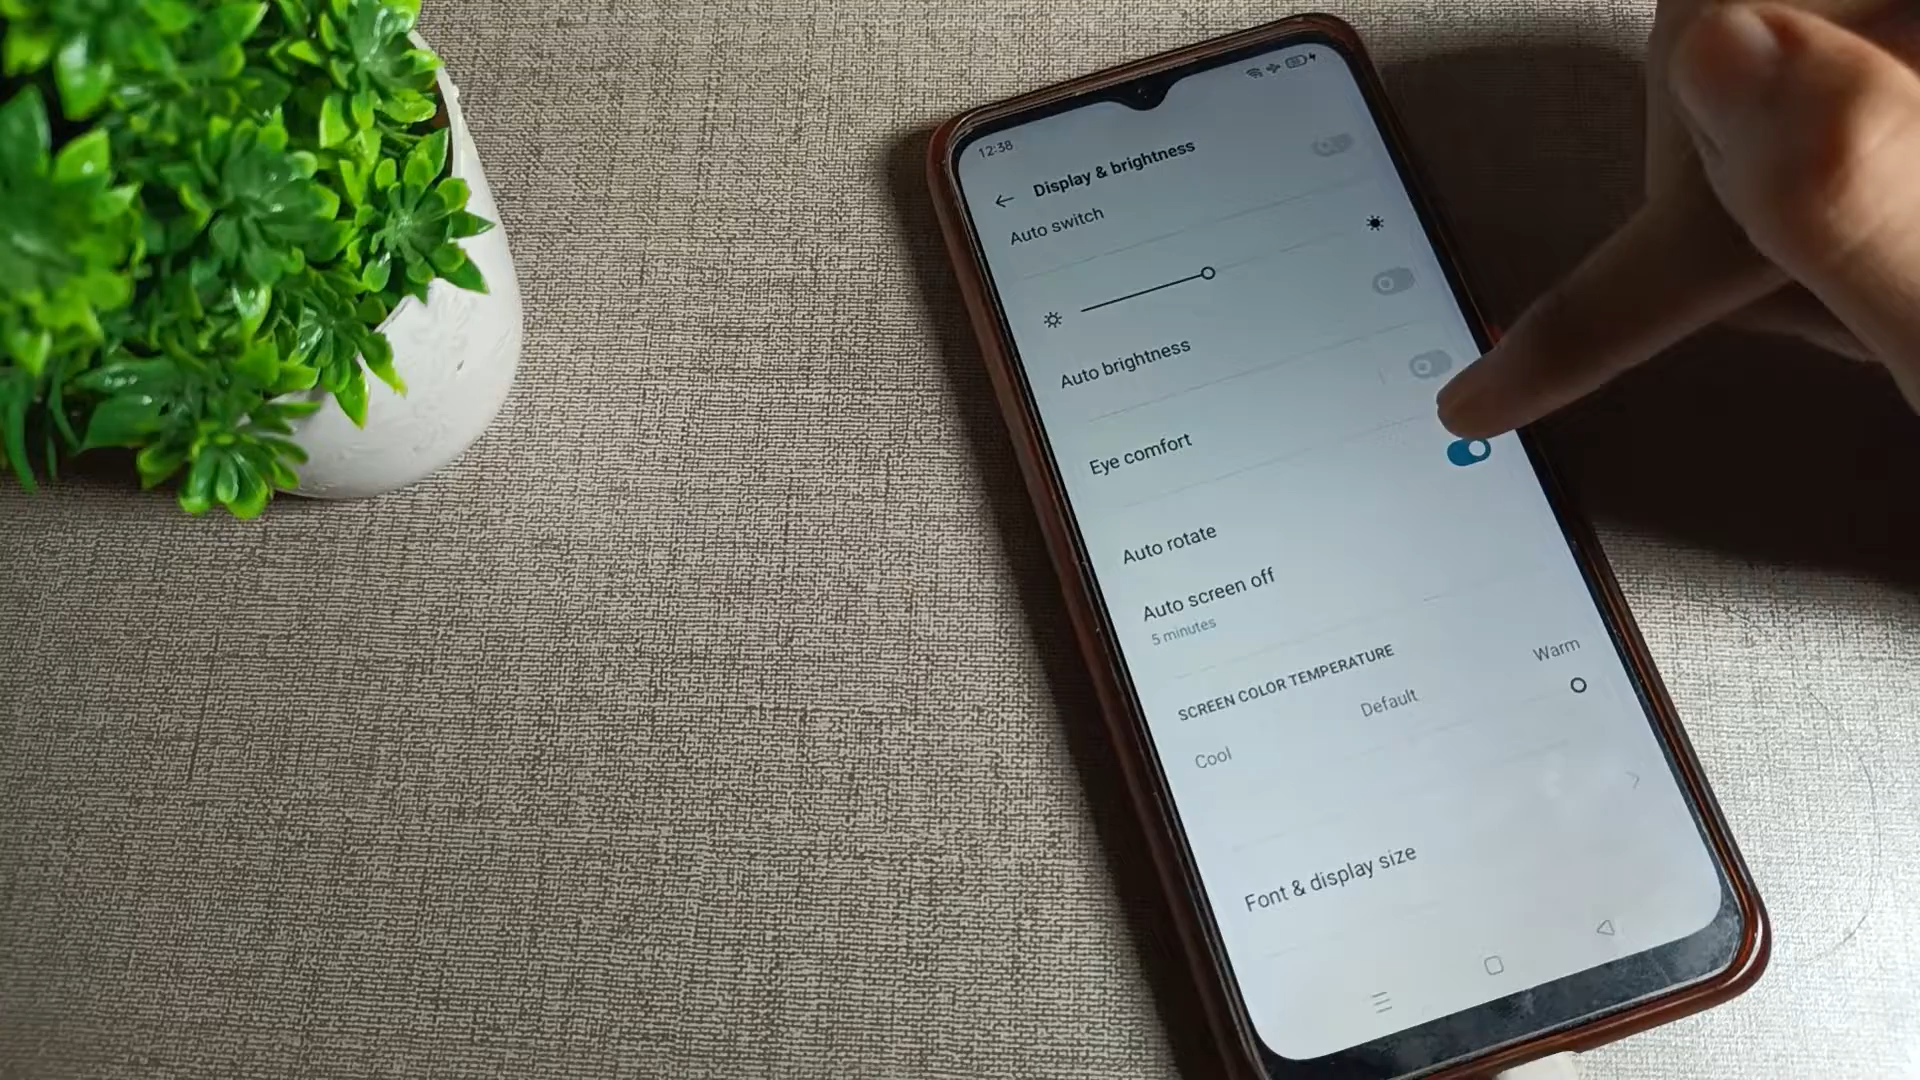 12:38
Display & brightness
Auto switch
Auto brightness
Eye comfort
Auto rotate
Auto screen off
5 minutes
SCREEN COLOR TEMPERATURE
Cool
Default
Warm
Font & display size